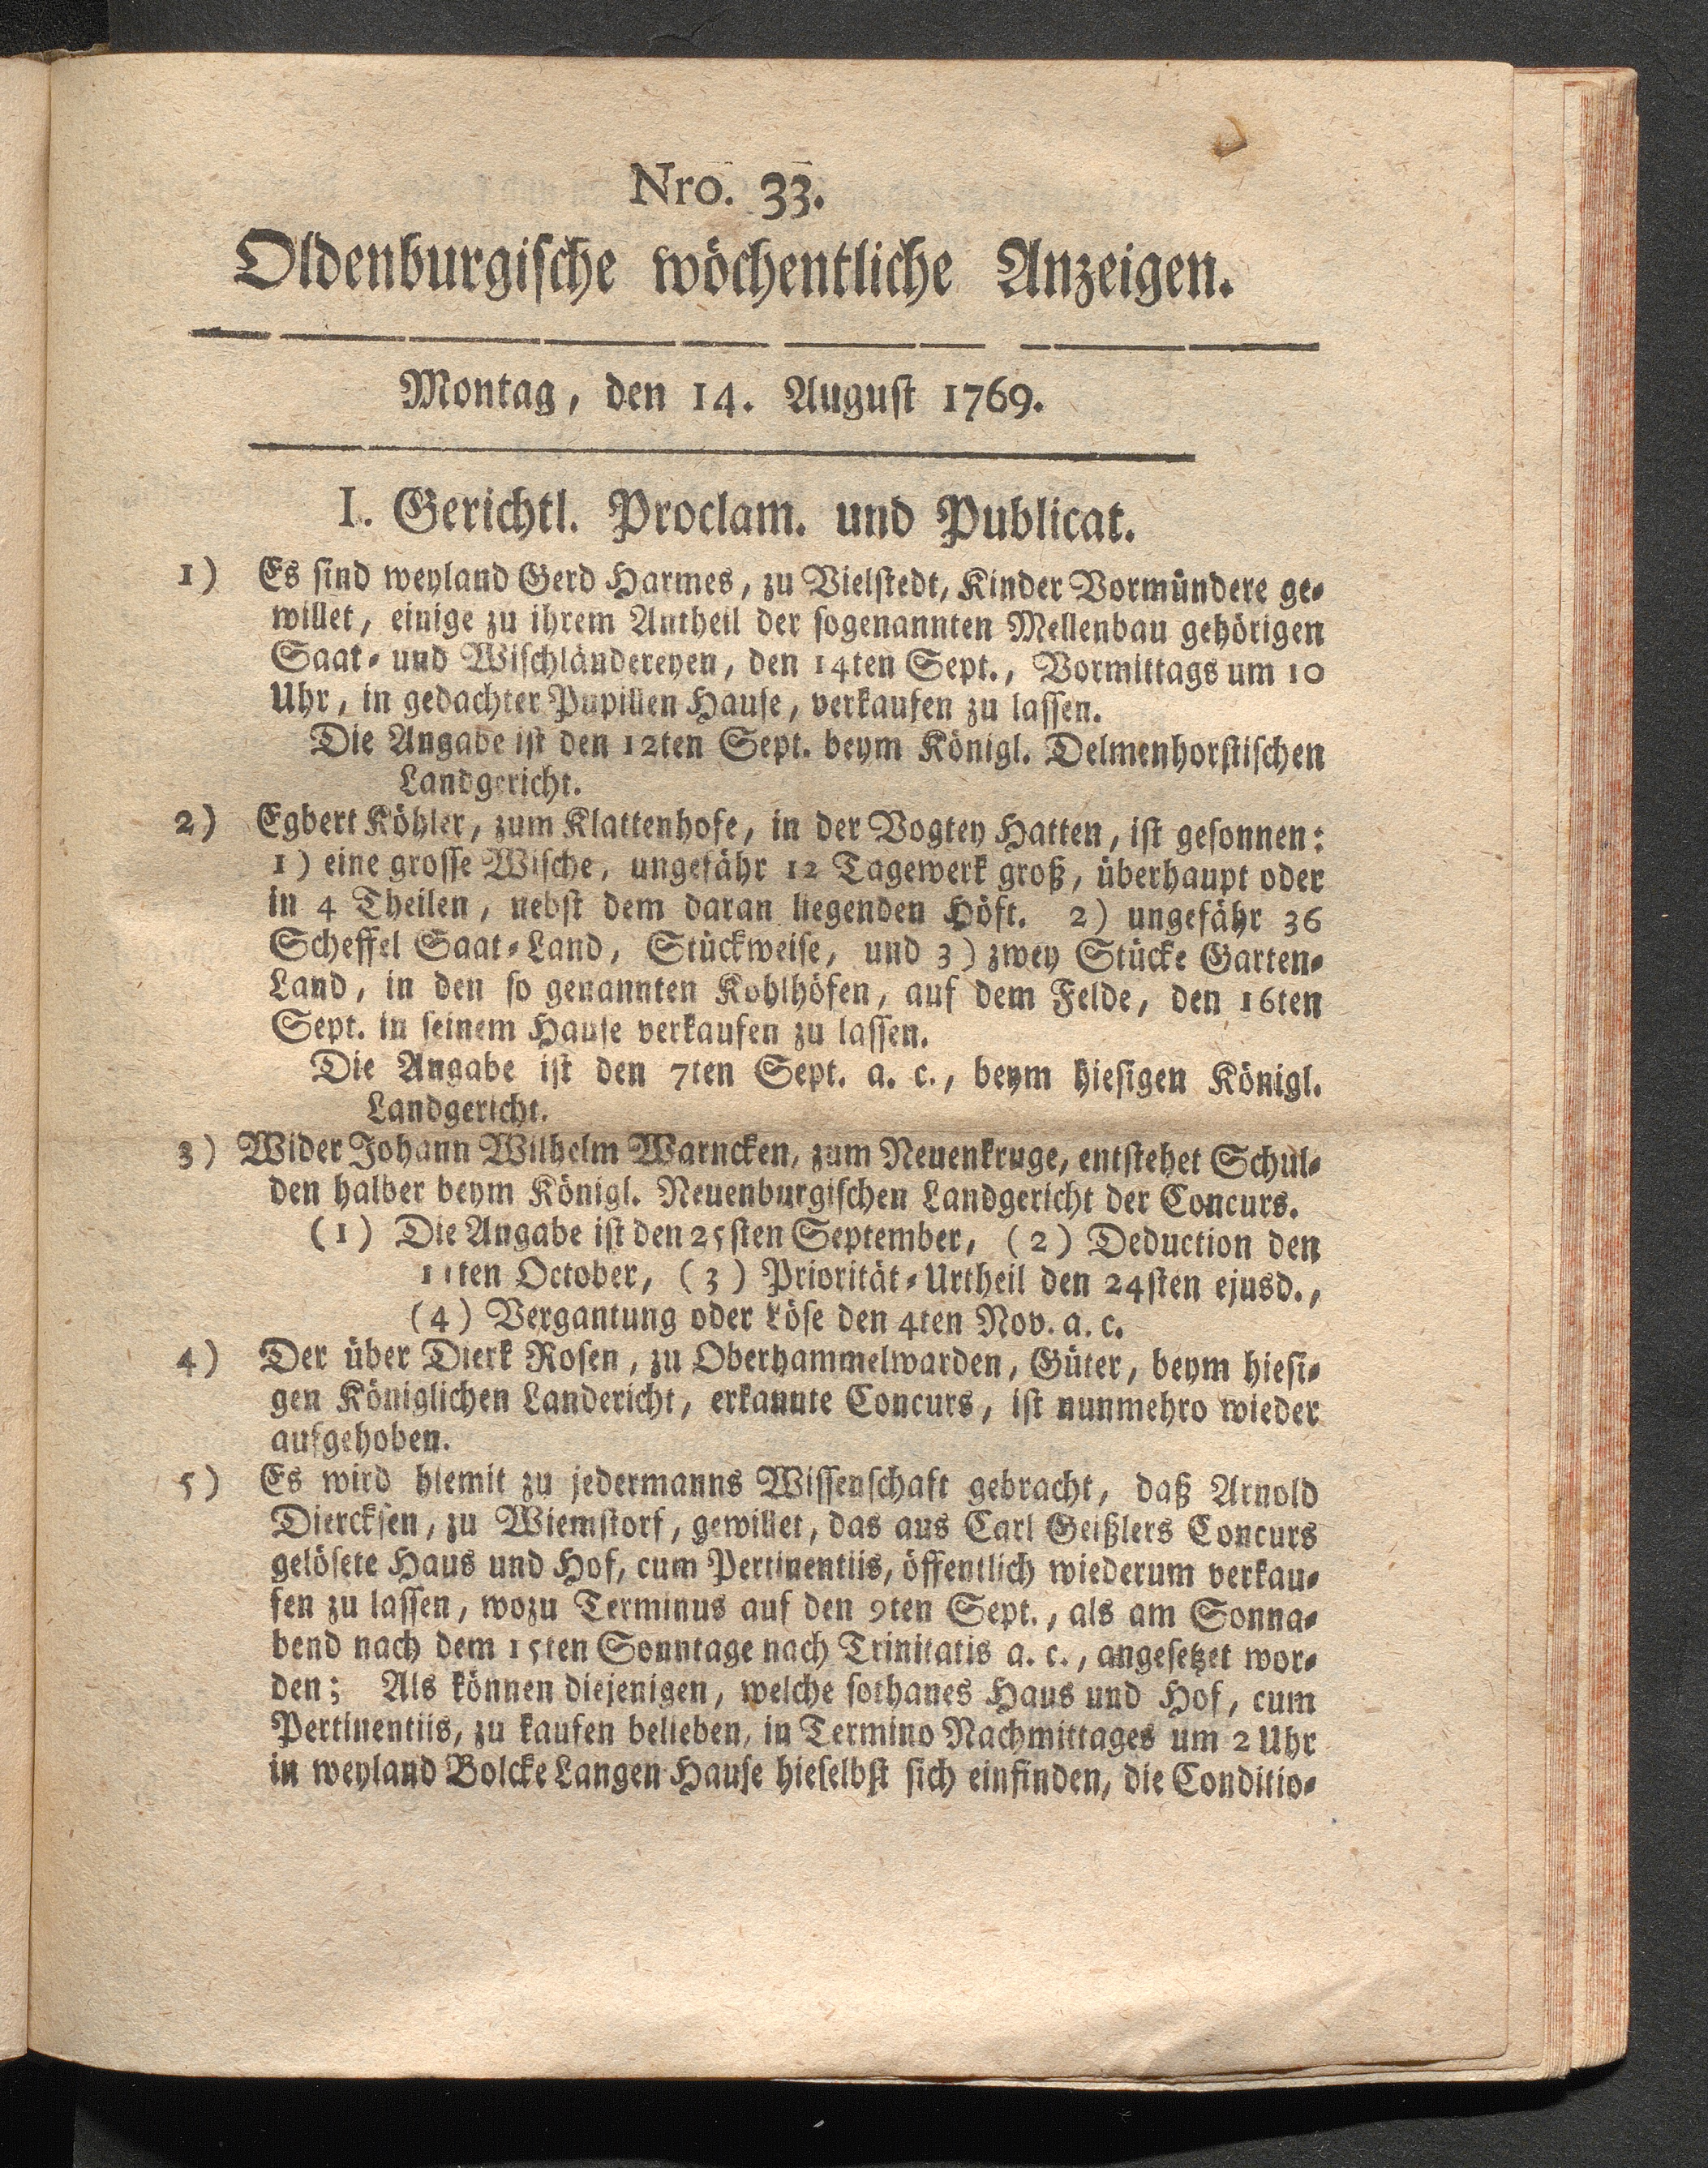 Nro. 33.
Oldenburgische wöchentliche Anzeigen.
Montag, den 14. August 1769.
I. Gerichtl. Proclam. und Publicat.
1) Es sind weyland Gerd Harmes, zu Vielstedt, Kinder Vormündere ge-
willet, einige zu ihrem Antheil der sogenannten Mellenbau gehörigen
Saat- und Wischländereyen, den 14ten Sept., Vormittags um 10
Uhr, in gedachter Pupillen Hause, verkaufen zu lassen.
Die Angabe ist den 12ten Sept. beym Königl. Delmenhorstischen
Landgericht.
2) Egbert Köhler, zum Klattenhofe, in der Vogtey Hatten, ist gesonnen:
1) eine grosse Wische, ungefähr 12 Tagewerk groß, überhaupt oder
in 4 Theilen, nebst dem daran liegenden Höft. 2) ungefähr 36
Scheffel Saat-Land, Stückweise, und 3) zwey Stücke Garten-
Land, in den so genannten Kohlhöfen, auf dem Felde, den 16ten
Sept. in seinem Hause verkaufen zu lassen.
Die Angabe ist den 7ten Sept. a. c., beym hiesigen Königl.
Landgericht.
3) Wider Johann Wilhelm Warncken, zum Neuenkruge, entstehet Schul-
den halber beym Königl. Neuenburgischen Landgericht der Concurs.
(1) Die Angabe ist den 25sten September, (2) Deduction den
11ten October, (3) Priorität-Urtheil den 24sten ejusd.,
(4) Vergantung oder Löse den 4ten Nov. a. c.
4) Der über Dierk Rosen, zu Oberhammelwarden, Güter, beym hiesi-
gen Königlichen Landericht, erkannte Concurs, ist nunmehro wieder
aufgehoben.
5) Es wird hiemit zu jedermanns Wissenschaft gebracht, daß Arnold
Diercksen, zu Wiemstorf, gewillet, das aus Carl Geißlers Concurs
gelösete Haus und Hof, cum Pertinentiis, öffentlich wiederum verkau-
fen zu lassen, wozu Terminus auf den 9ten Sept., als am Sonna-
bend nach dem 15ten Sonntage nach Trinitatis a. c., angesetzet wor-
den; Als können diejenigen, welche sothanes Haus und Hof, cum
Pertinentiis, zu kaufen belieben, in Termino Nachmittages um 2 Uhr
in weyland Bolcke Langen Hause hieselbst sich einfinden, die Conditio-